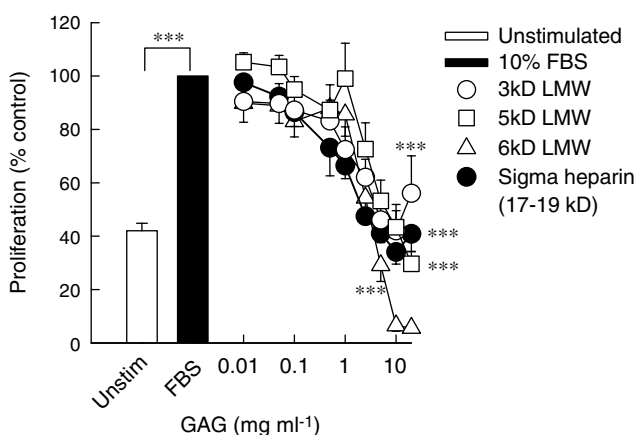 120
100
80
60
40
20
0
Proliferation (% control)
***
***
***
***
***
Unstim
FBS
0.01
0.1
1
10
GAG (mg ml-1)
Unstimulated
10% FBS
3kD LMW
5kD LMW
6kD LMW
Sigma heparin
(17-19 kD)